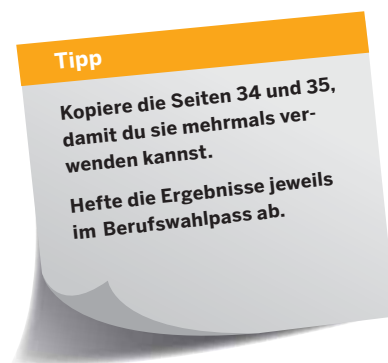 Tipp
Kopiere die Seiten 34 und 35,
damit du sie mehrmals ver-
wenden kannst.
Hefte die Ergebnisse jeweils
im Berufswahlpass ab.